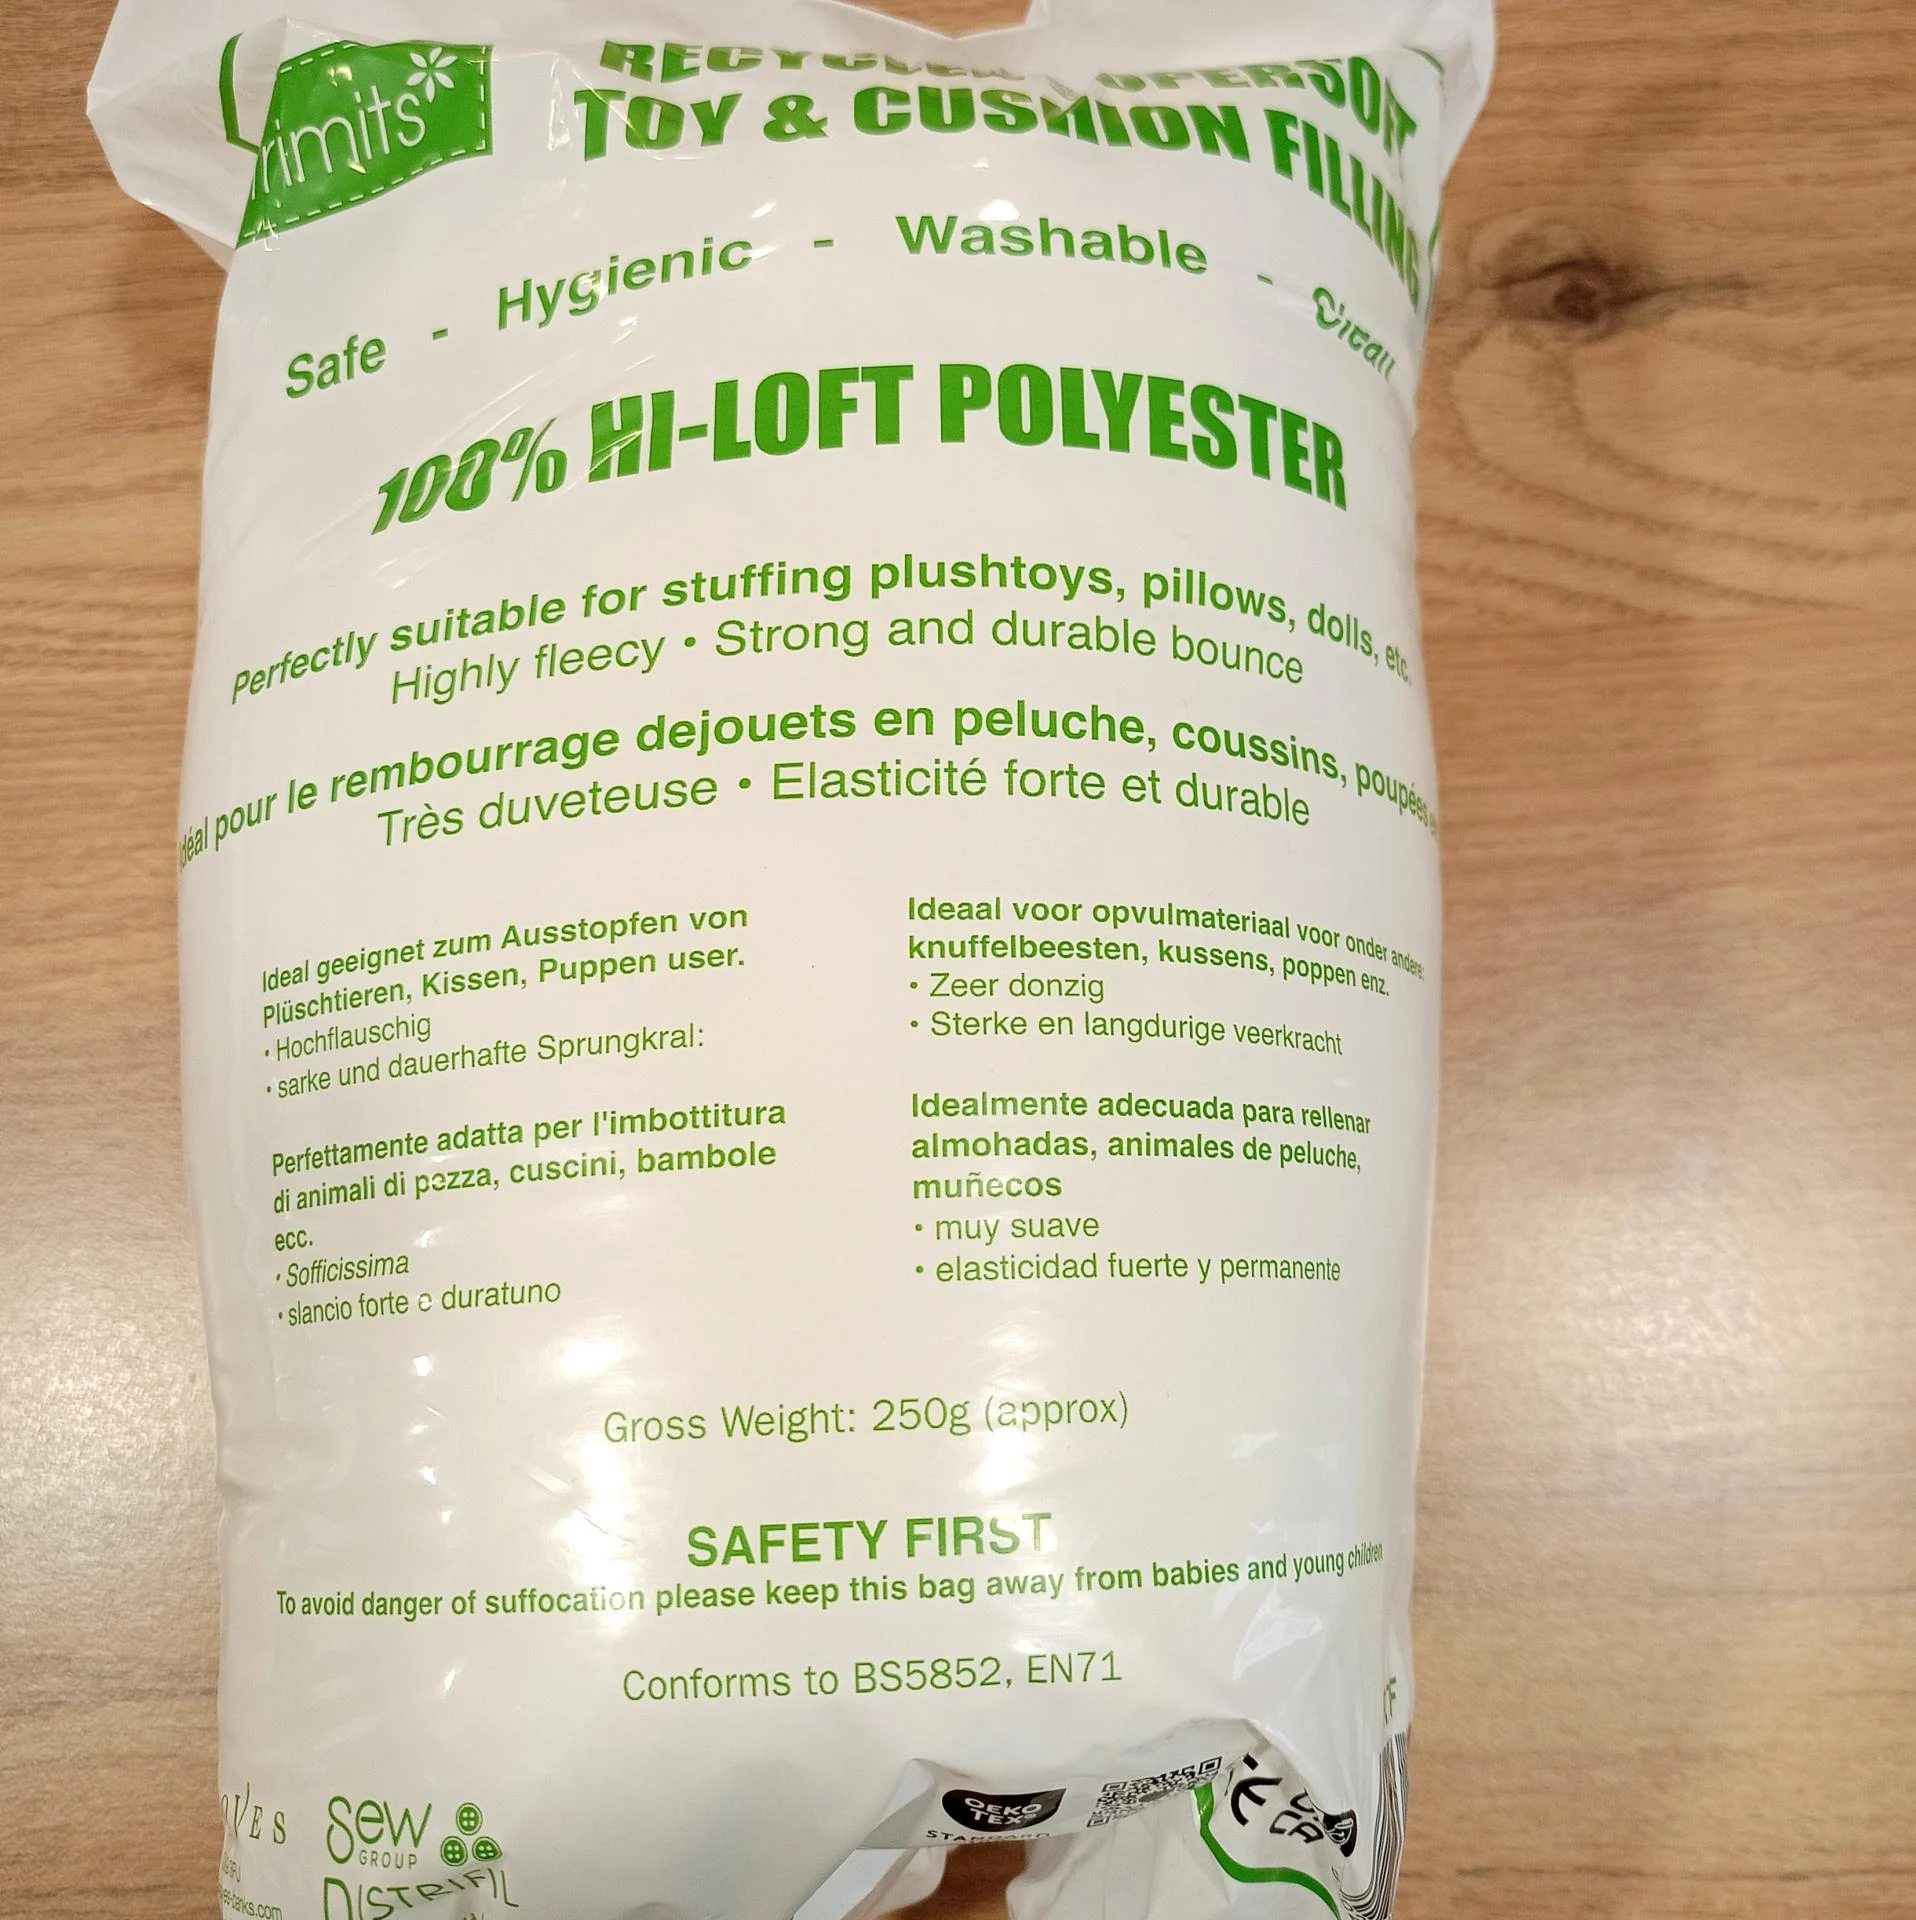 rimits
TOY & CUSHION FILLING
Safe - Hygienic - Washable -
100% HI-LOFT POLYESTER
Perfectly suitable for stuffing plushtoys, pillows, dolls, etc.
Highly fleecy • Strong and durable bounce
déal pour le rembourrage dejouets en peluche, coussins, poupées
Très duveteuse • Elasticité forte et durable
Ideal geeignet zum Ausstopfen von
Plüschtieren, Kissen, Puppen user.
• Hochflauschig
• sarke und dauerhafte Sprungkral:
Perfettamente adatta per l'imbottitura
di animali di pezza, cuscini, bambole
ecc.
• Sofficissima
• slancio forte e duratuno
Ideaal voor opvulmateriaal voor onder andere:
knuffelbeesten, kussens, poppen enz.
• Zeer donzig
• Sterke en langdurige veerkracht
Idealmente adecuada para rellenar
almohadas, animales de peluche,
muñecos
• muy suave
• elasticidad fuerte y permanente
Gross Weight: 250g (approx)
SAFETY FIRST
To avoid danger of suffocation please keep this bag away from babies and young children
Conforms to BS5852, EN71
Sew
GROUP
DISTRIFIL
OEKO
TEX®
STANDARD
CE
CA